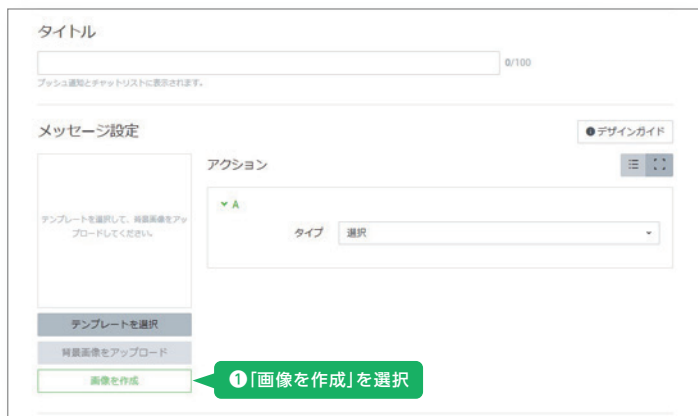 タイトル
0/100
プッシュ通知とチャットリストに表示されます。
メッセージ設定
デザインガイド
アクション
テンプレートを選択して、背景画像をアッ
プロードしてください。
A
タイプ 選択
テンプレートを選択
背景画像をアップロード
画像を作成
❶「画像を作成」を選択